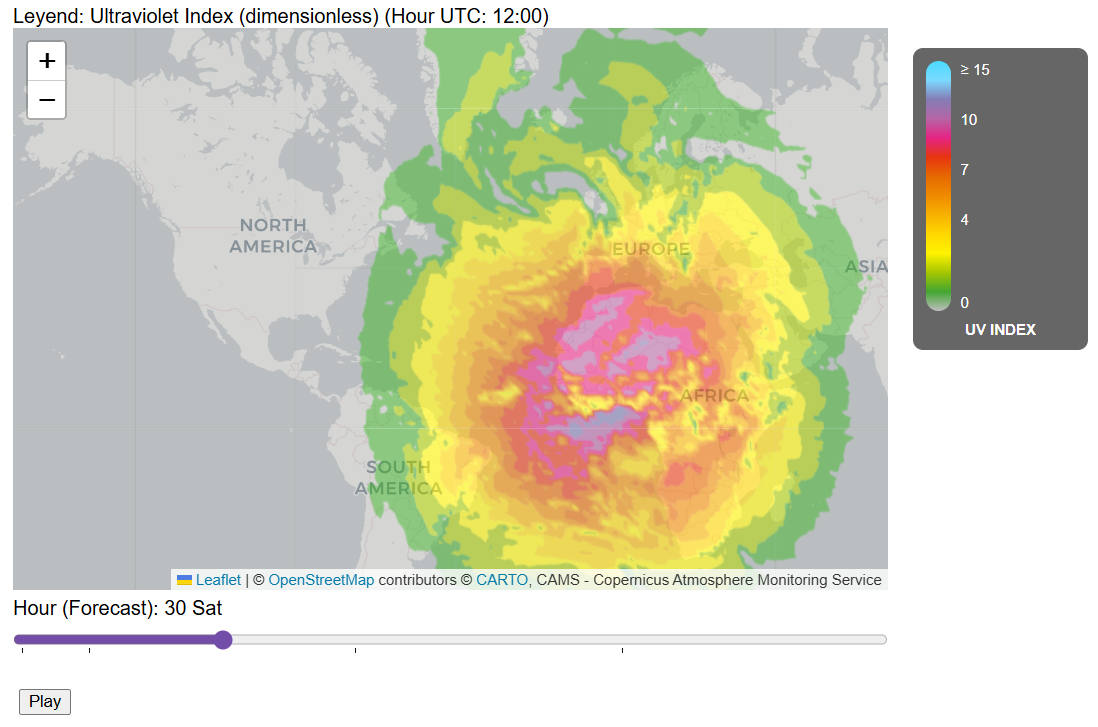 Leyend: Ultraviolet Index (dimensionless) (Hour UTC: 12:00)
+
−
NORTH
AMERICA
EUROPE
ASIA
AFRICA
SOUTH
AMERICA
≥ 15
10
7
4
0
UV INDEX
Leaflet | © OpenStreetMap contributors © CARTO, CAMS - Copernicus Atmosphere Monitoring Service
Hour (Forecast): 30 Sat
Play